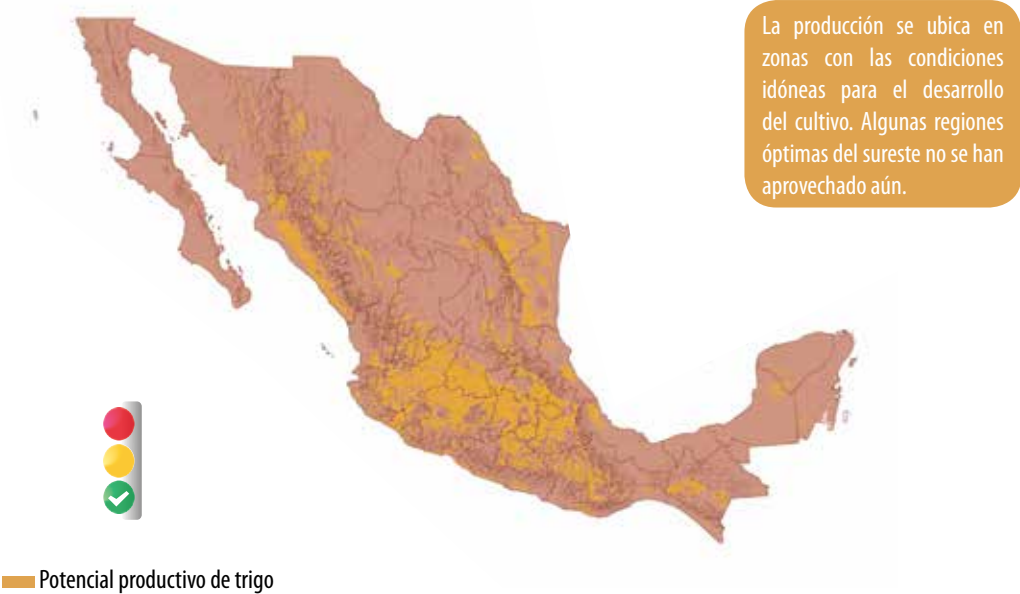 La producción se ubica en
zonas con las condiciones
idóneas para el desarrollo
del cultivo. Algunas regiones
óptimas del sureste no se han
aprovechado aún.
Potencial productivo de trigo